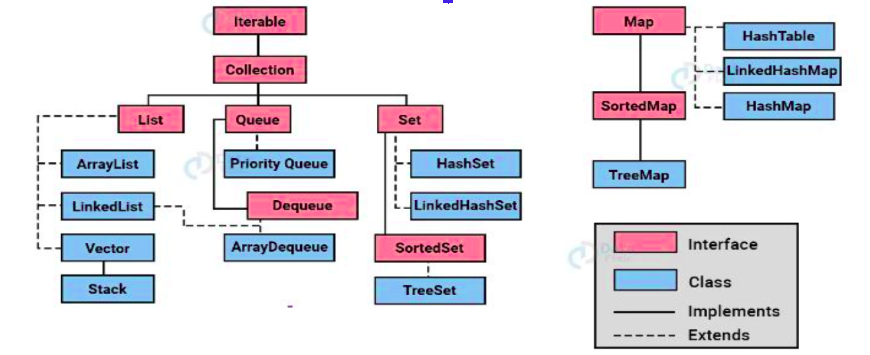 Iterable
Collection
List
Queue
Set
ArrayList
Priority Queue
HashSet
LinkedList
Dequeue
LinkedHashSet
Vector
ArrayDequeue
SortedSet
Stack
TreeSet
Map
HashTable
LinkedHashMap
SortedMap
HashMap
TreeMap
Interface
Class
Implements
Extends